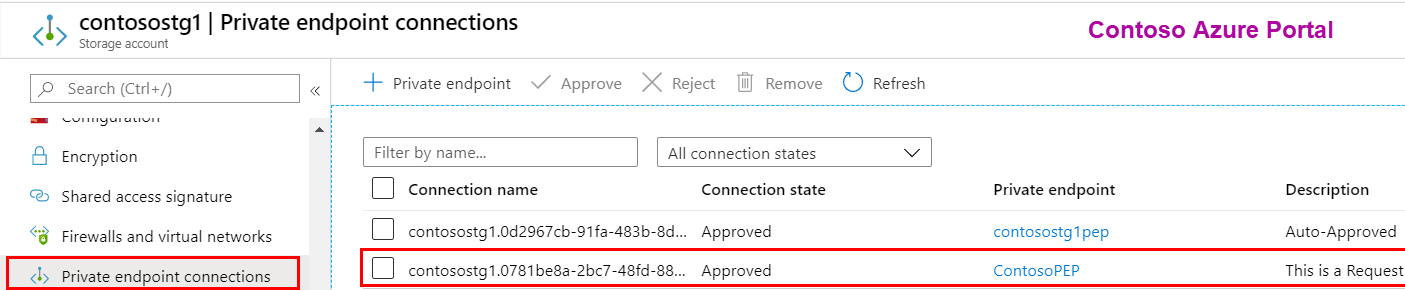 contosostg1 | Private endpoint connections
Storage account
Contoso Azure Portal
Search (Ctrl+/)
«
Configuration
Encryption
Shared access signature
Firewalls and virtual networks
Private endpoint connections
+ Private endpoint Approve Reject Remove Refresh
Filter by name... All connection states
Connection name Connection state Private endpoint Description
contosostg1.0d2967cb-91fa-483b-8d... Approved contosostg1pep Auto-Approved
contosostg1.0781be8a-2bc7-48fd-88... Approved ContosoPEP This is a Request